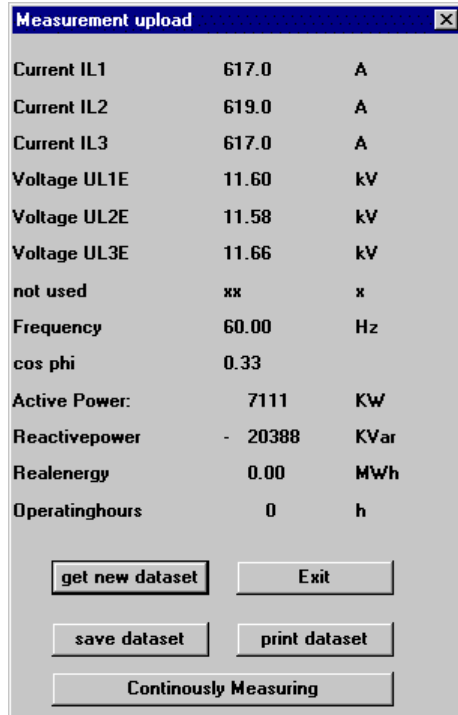 Measurement upload
Current IL1 617.0 A
Current IL2 619.0 A
Current IL3 617.0 A
Voltage UL1E 11.60 kV
Voltage UL2E 11.58 kV
Voltage UL3E 11.66 kV
not used xx x
Frequency 60.00 Hz
cos phi 0.33
Active Power: 7111 KW
Reactivepower - 20388 KVar
Realenergy 0.00 MWh
Operatinghours 0 h
get new dataset Exit
save dataset print dataset
Continously Measuring